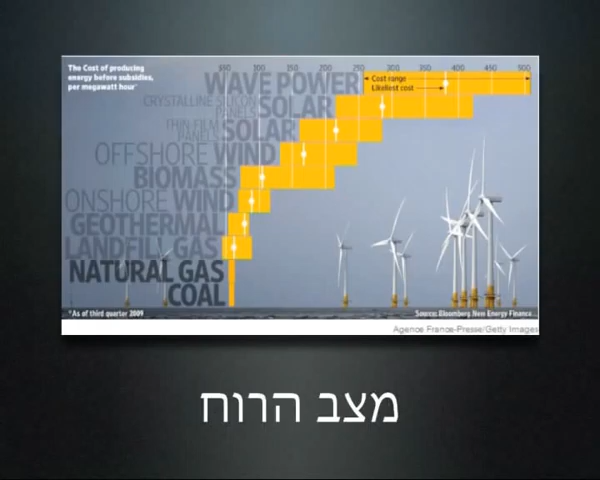 The Cost of producing
energy before subsidies,
per megawatt hour*
$50 100 150 200 250 300 350 400 450 500
WAVE POWER
Cost range
Likeliest cost
CRYSTALLINE SILICON
PANELS SOLAR
THIN FILM
PANELS SOLAR
OFFSHORE WIND
BIOMASS
ONSHORE WIND
GEOTHERMAL
LANDFILL GAS
NATURAL GAS
COAL
*As of third quarter 2009
Source: Bloomberg New Energy Finance
Agence France-Presse/Getty Images
מצב הרוח